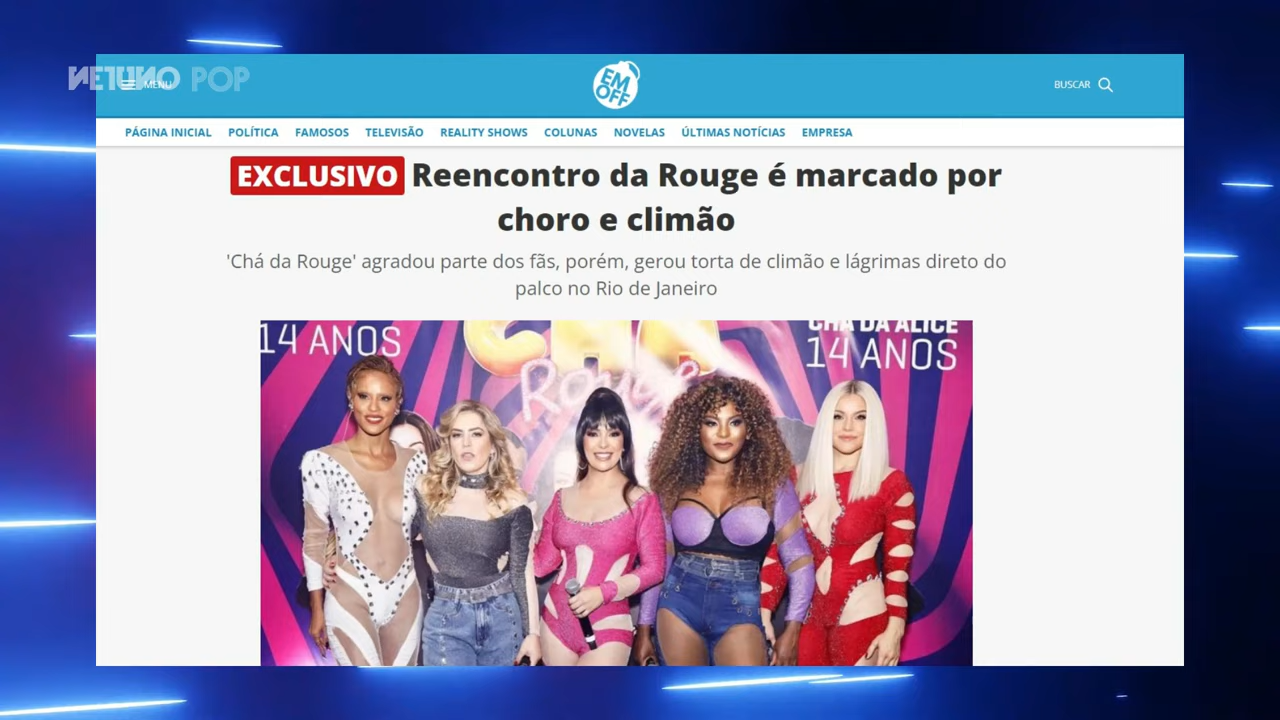 NETUNO POP
MENU
EM OFF
BUSCAR
PÁGINA INICIAL POLÍTICA FAMOSOS TELEVISÃO REALITY SHOWS COLUNAS NOVELAS ÚLTIMAS NOTÍCIAS EMPRESA
EXCLUSIVO Reencontro da Rouge é marcado por
choro e climão
'Chá da Rouge' agradou parte dos fãs, porém, gerou torta de climão e lágrimas direto do
palco no Rio de Janeiro
14 ANOS
CHÁ
Rouge
CHÁ DA ALICE
14 ANOS